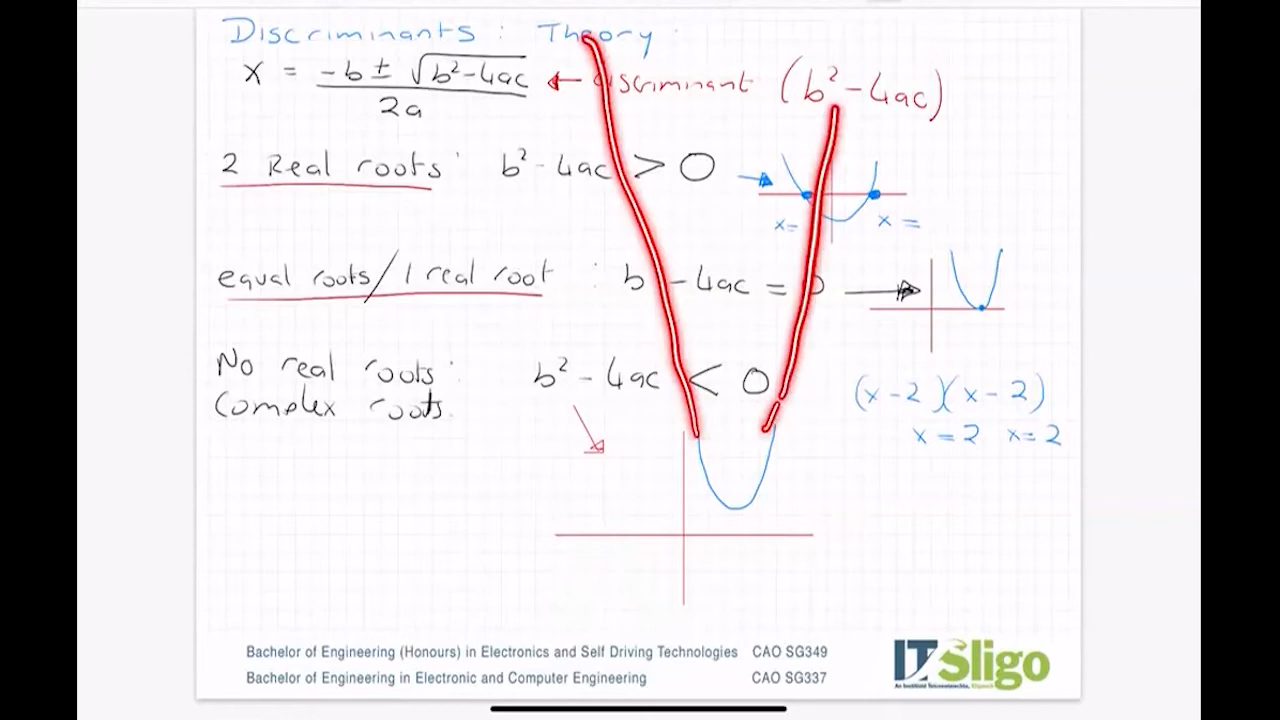 Discriminants : Theory :
x = -b ± √b²-4ac / 2a ← Discriminant (b² - 4ac)
2 Real roots : b² - 4ac > 0
x= x =
equal roots/1 real root : b - 4ac = 0
No real roots : b² - 4ac < 0
Complex roots.
(x - 2)(x - 2)
x = 2 x = 2
Bachelor of Engineering (Honours) in Electronics and Self Driving Technologies CAO SG349
Bachelor of Engineering in Electronic and Computer Engineering CAO SG337
IT Sligo